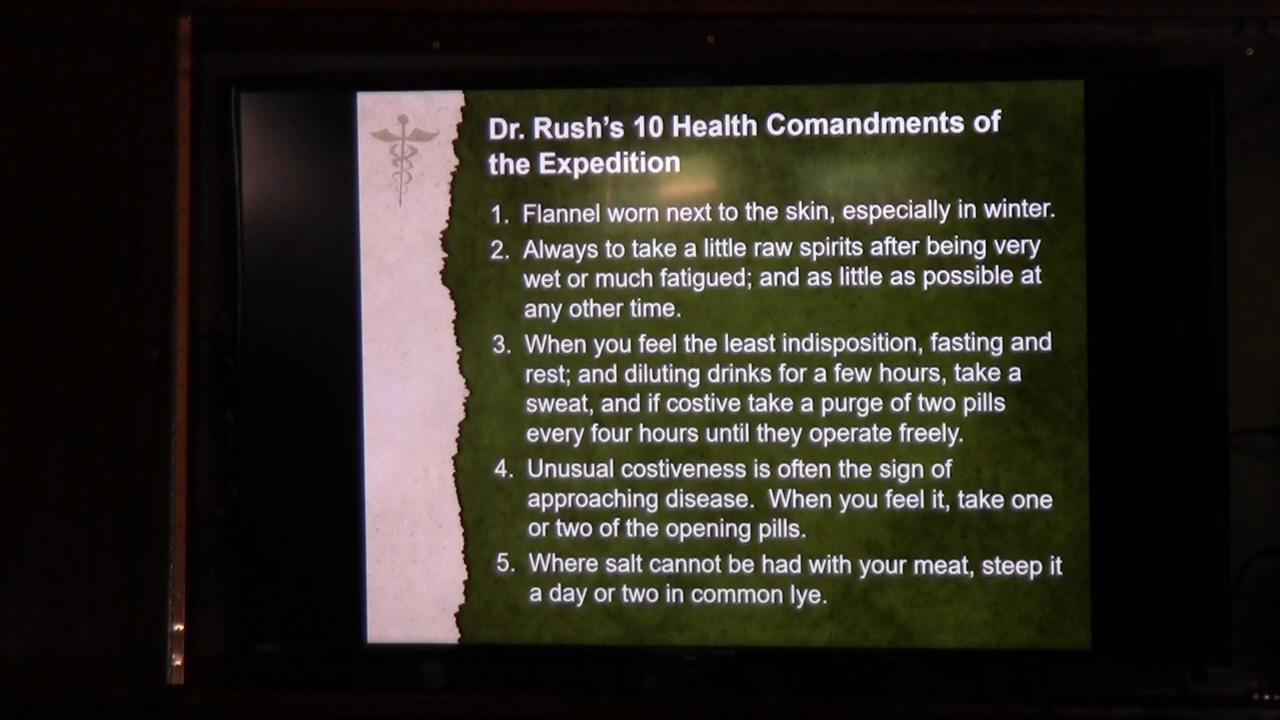 Dr. Rush's 10 Health Comandments of
the Expedition
1. Flannel worn next to the skin, especially in winter.
2. Always to take a little raw spirits after being very
wet or much fatigued; and as little as possible at
any other time.
3. When you feel the least indisposition, fasting and
rest; and diluting drinks for a few hours, take a
sweat, and if costive take a purge of two pills
every four hours until they operate freely.
4. Unusual costiveness is often the sign of
approaching disease. When you feel it, take one
or two of the opening pills.
5. Where salt cannot be had with your meat, steep it
a day or two in common lye.